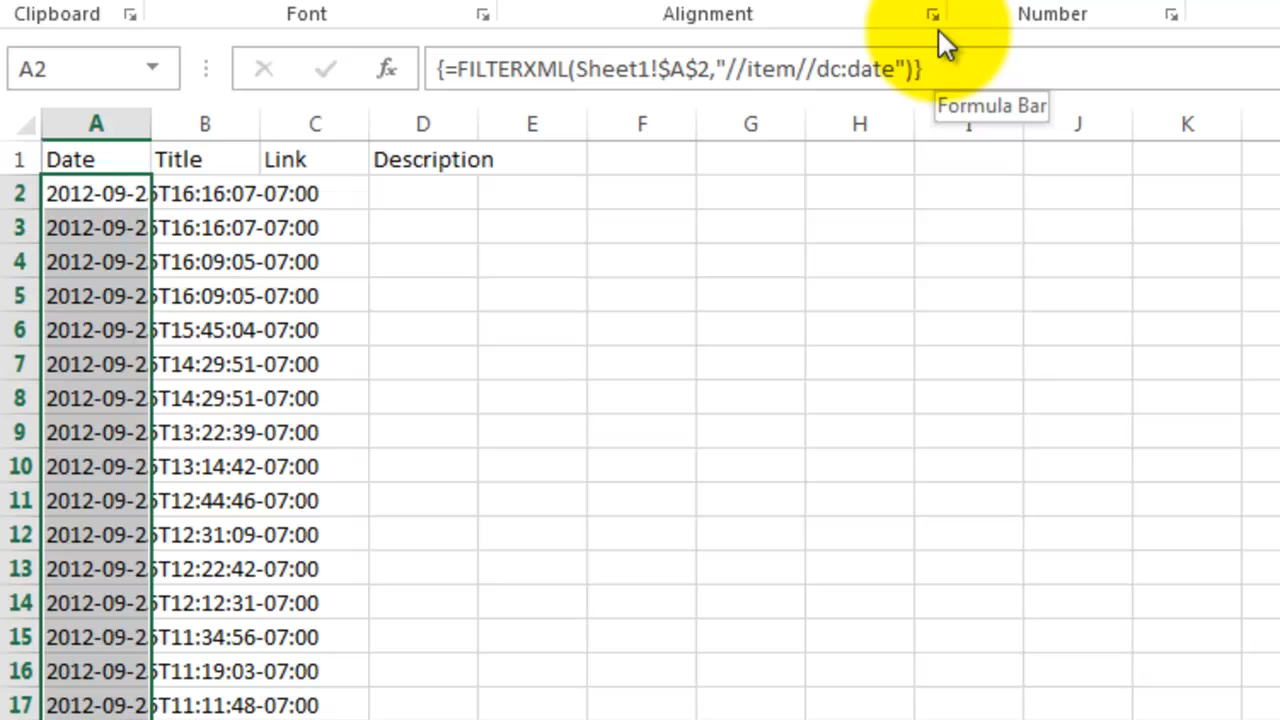 Clipboard Font Alignment Number
A2 fx {=FILTERXML(Sheet1!$A$2,"//item//dc:date")}
Formula Bar
A B C D E F G H I J K
1 Date Title Link Description
2 2012-09-25T16:16:07-07:00
3 2012-09-25T16:16:07-07:00
4 2012-09-25T16:09:05-07:00
5 2012-09-25T16:09:05-07:00
6 2012-09-25T15:45:04-07:00
7 2012-09-25T14:29:51-07:00
8 2012-09-25T14:29:51-07:00
9 2012-09-25T13:22:39-07:00
10 2012-09-25T13:14:42-07:00
11 2012-09-25T12:44:46-07:00
12 2012-09-25T12:31:09-07:00
13 2012-09-25T12:22:42-07:00
14 2012-09-25T12:12:31-07:00
15 2012-09-25T11:34:56-07:00
16 2012-09-25T11:19:03-07:00
17 2012-09-25T11:11:48-07:00